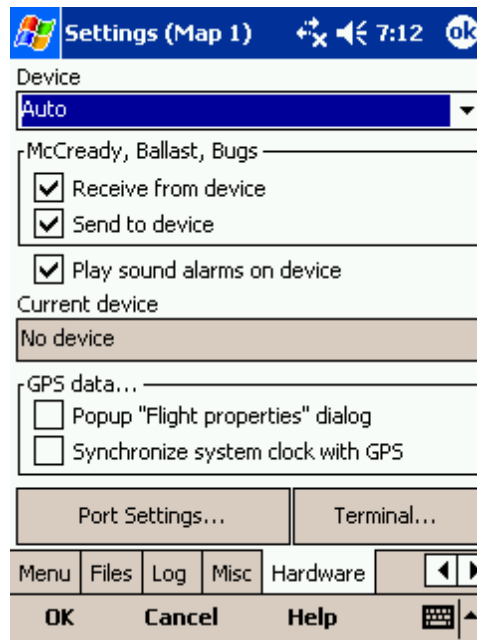 Settings (Map 1) 7:12 ok
Device
Auto
McCready, Ballast, Bugs
Receive from device
Send to device
Play sound alarms on device
Current device
No device
GPS data...
Popup "Flight properties" dialog
Synchronize system clock with GPS
Port Settings... Terminal...
Menu Files Log Misc Hardware
OK Cancel Help